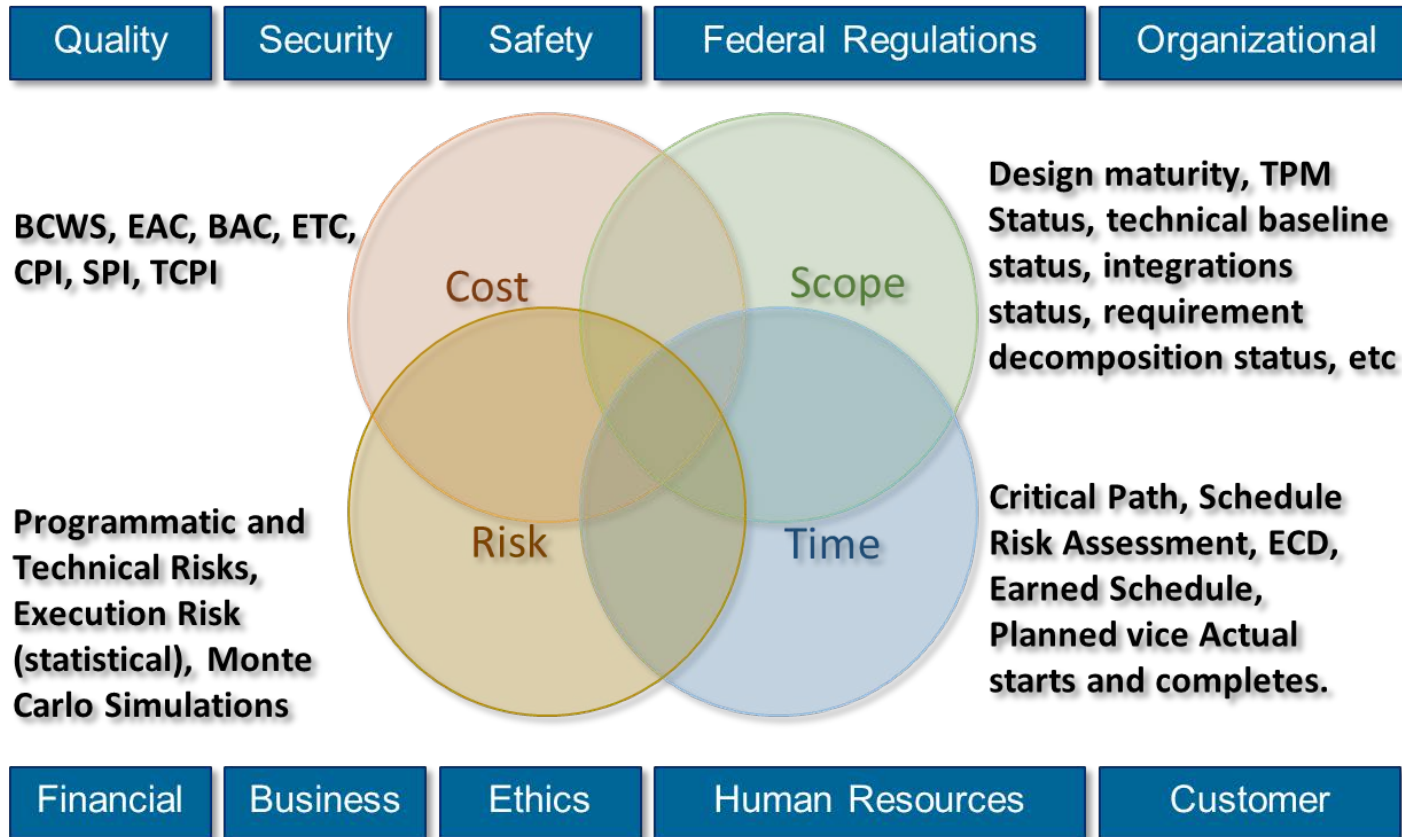 Quality
Security
Safety
Federal Regulations
Organizational
BCWS, EAC, BAC, ETC,
CPI, SPI, TCPI
Cost
Scope
Design maturity, TPM
Status, technical baseline
status, integrations
status, requirement
decomposition status, etc
Programmatic and
Technical Risks,
Execution Risk
(statistical), Monte
Carlo Simulations
Risk
Time
Critical Path, Schedule
Risk Assessment, ECD,
Earned Schedule,
Planned vice Actual
starts and completes.
Financial
Business
Ethics
Human Resources
Customer